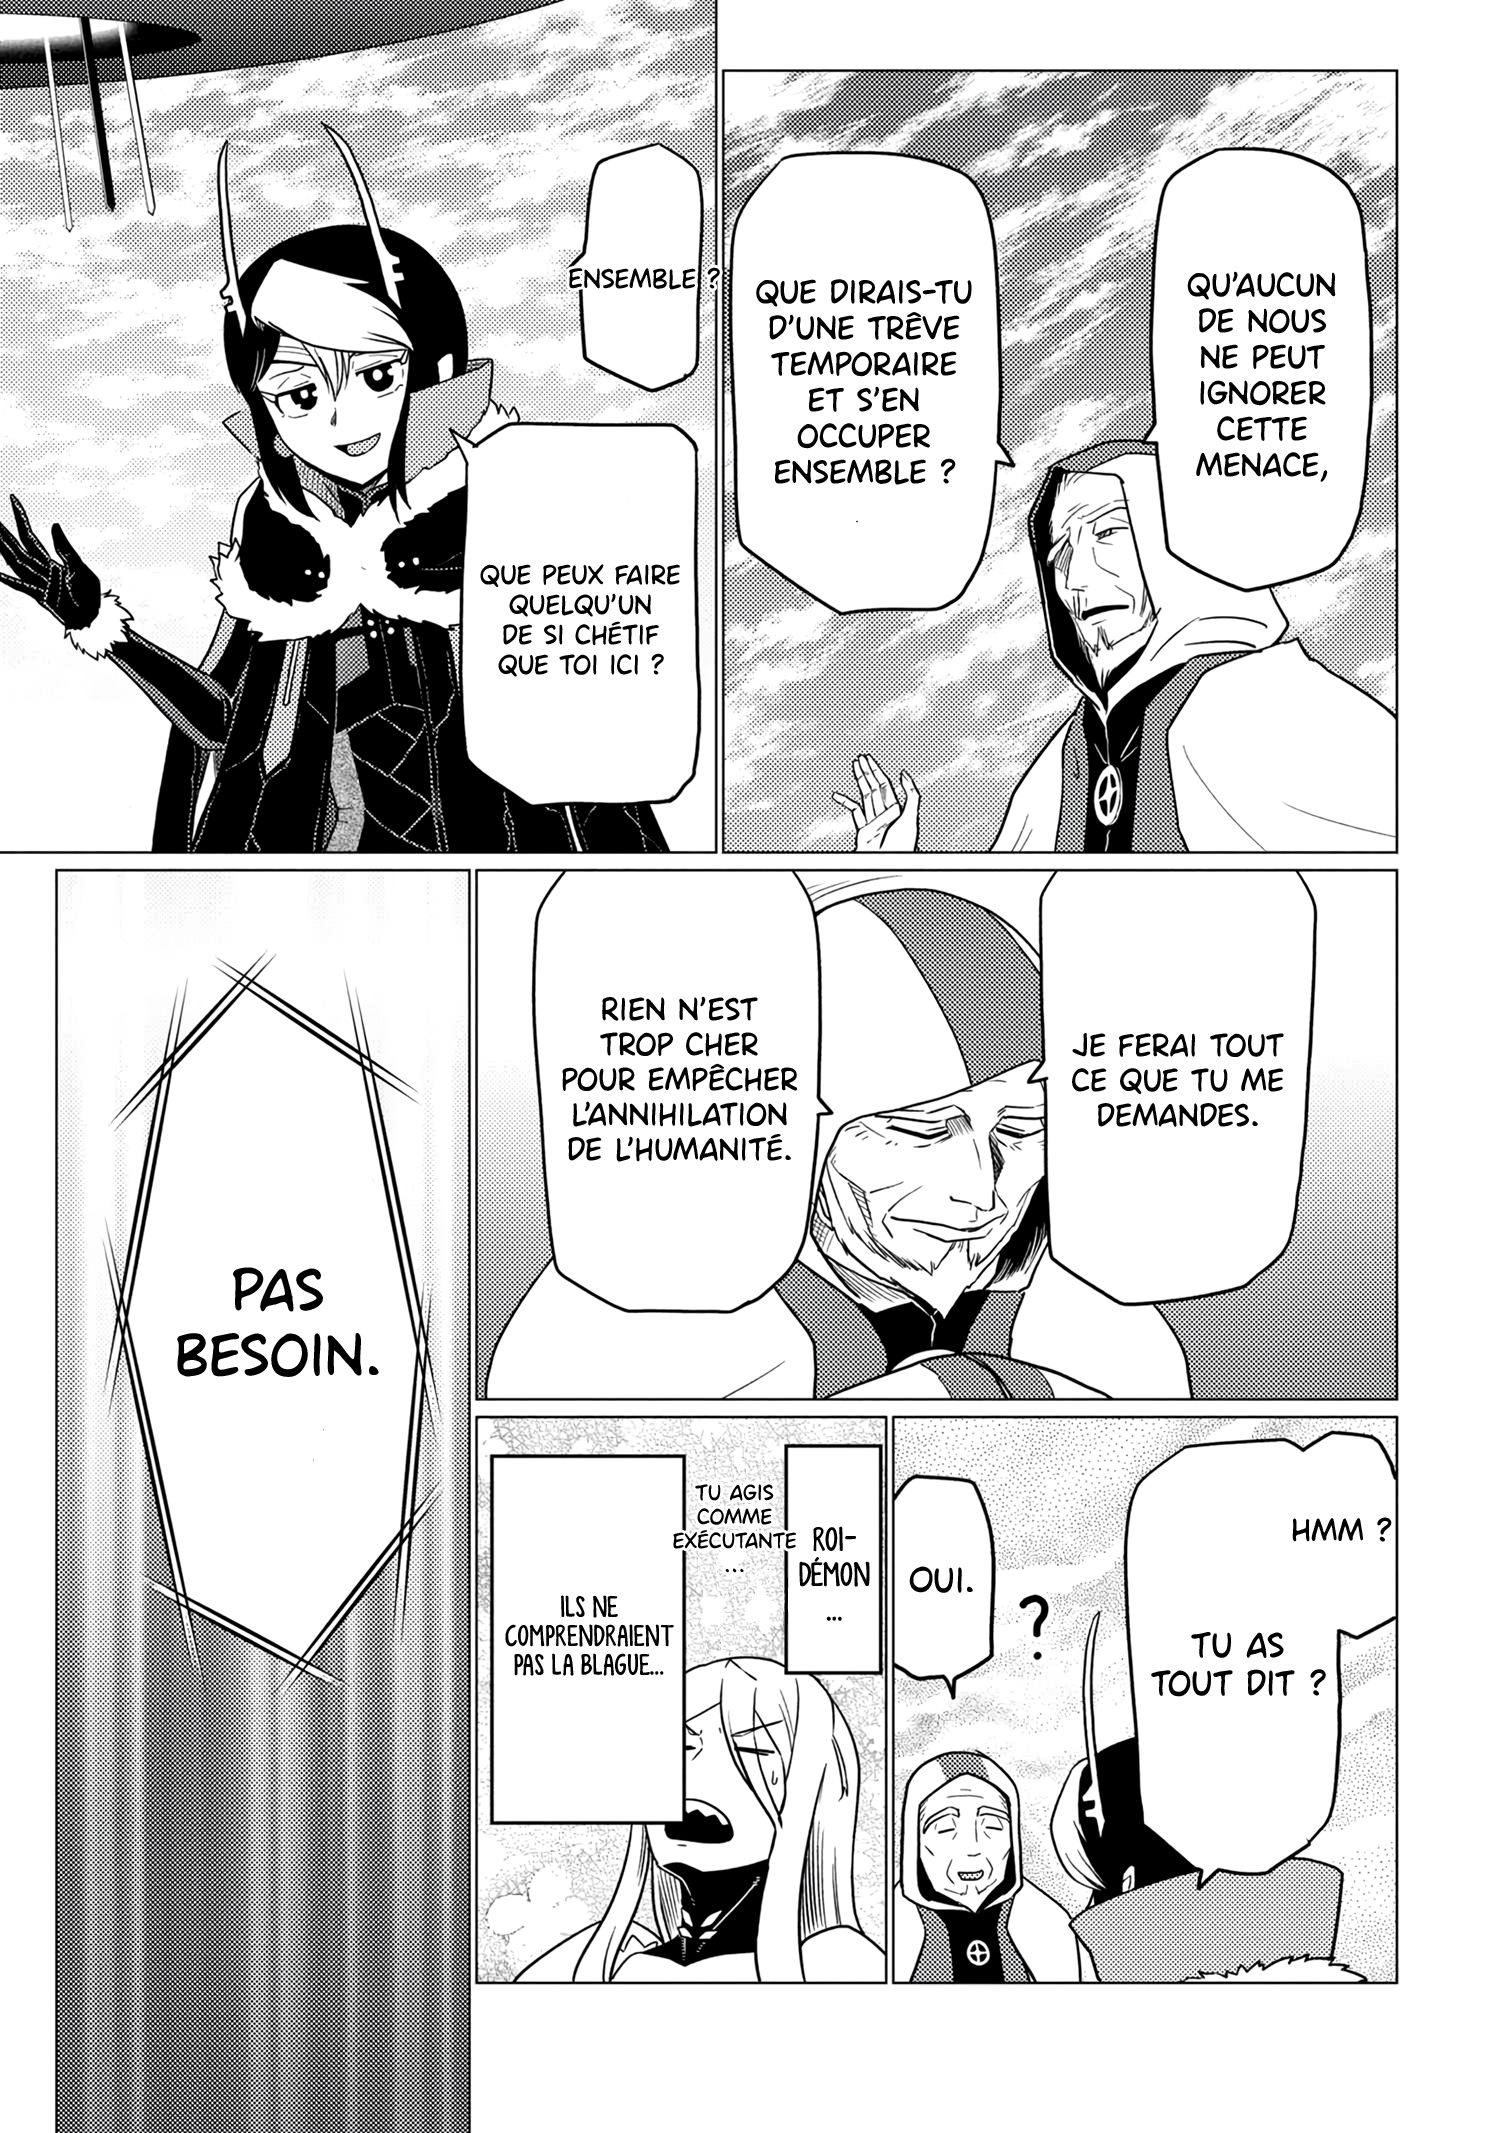 QU'AUCUN
DE NOUS
NE PEUT
IGNORER
CETTE
MENACE,
QUE DIRAIS-TU
D'UNE TRÊVE
TEMPORAIRE
ET S'EN
OCCUPER
ENSEMBLE ?
ENSEMBLE ?
QUE PEUX FAIRE
QUELQU'UN
DE SI CHÉTIF
QUE TOI ICI ?
JE FERAI TOUT
CE QUE TU ME
DEMANDES.
RIEN N'EST
TROP CHER
POUR EMPÊCHER
L'ANNIHILATION
DE L'HUMANITÉ.
PAS
BESOIN.
HMM ?
TU AS
TOUT DIT ?
?
OUI.
ROI-
DÉMON
...
TU AGIS
COMME
EXÉCUTANTE
...
ILS NE
COMPRENDRAIENT
PAS LA BLAGUE...